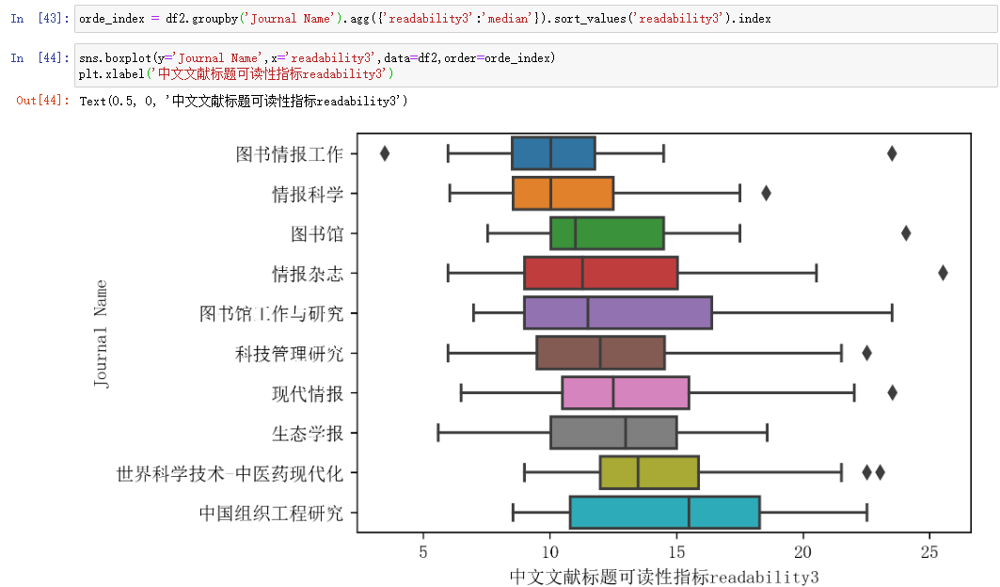 In [43]: orde_index = df2.groupby('Journal Name').agg({'readability3':'median'}).sort_values('readability3').index
In [44]: sns.boxplot(y='Journal Name',x='readability3',data=df2,order=orde_index)
plt.xlabel('中文文献标题可读性指标readability3')
Out[44]: Text(0.5, 0, '中文文献标题可读性指标readability3')
图书情报工作
情报科学
图书馆
情报杂志
图书馆工作与研究
科技管理研究
现代情报
生态学报
世界科学技术-中医药现代化
中国组织工程研究
Journal Name
5 10 15 20 25
中文文献标题可读性指标readability3